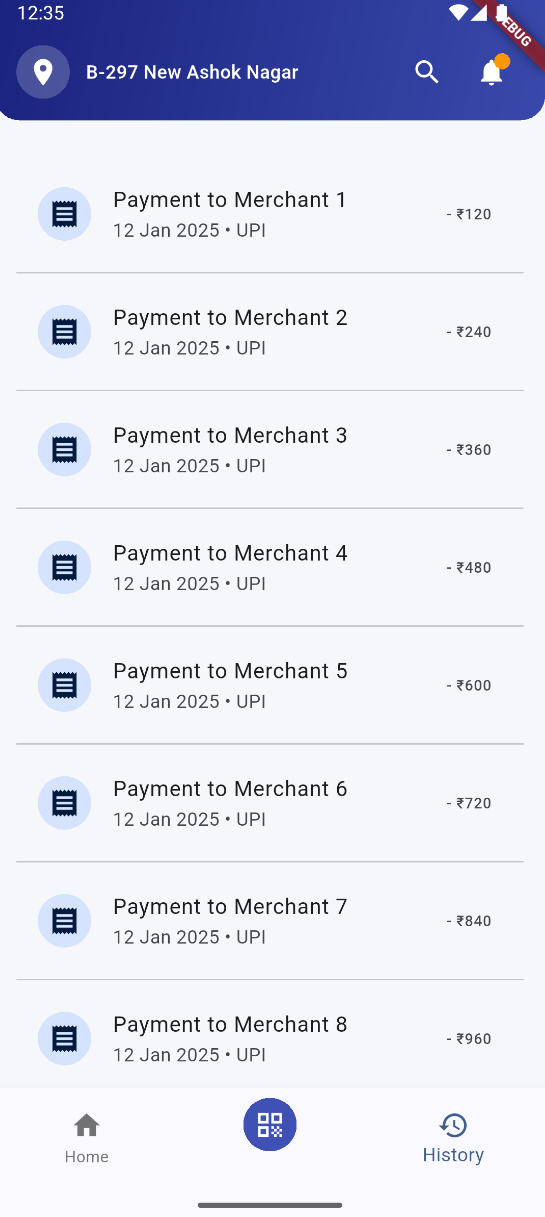 12:35
DEBUG
B-297 New Ashok Nagar
Payment to Merchant 1
12 Jan 2025 • UPI
- ₹120
Payment to Merchant 2
12 Jan 2025 • UPI
- ₹240
Payment to Merchant 3
12 Jan 2025 • UPI
- ₹360
Payment to Merchant 4
12 Jan 2025 • UPI
- ₹480
Payment to Merchant 5
12 Jan 2025 • UPI
- ₹600
Payment to Merchant 6
12 Jan 2025 • UPI
- ₹720
Payment to Merchant 7
12 Jan 2025 • UPI
- ₹840
Payment to Merchant 8
12 Jan 2025 • UPI
- ₹960
Home
History